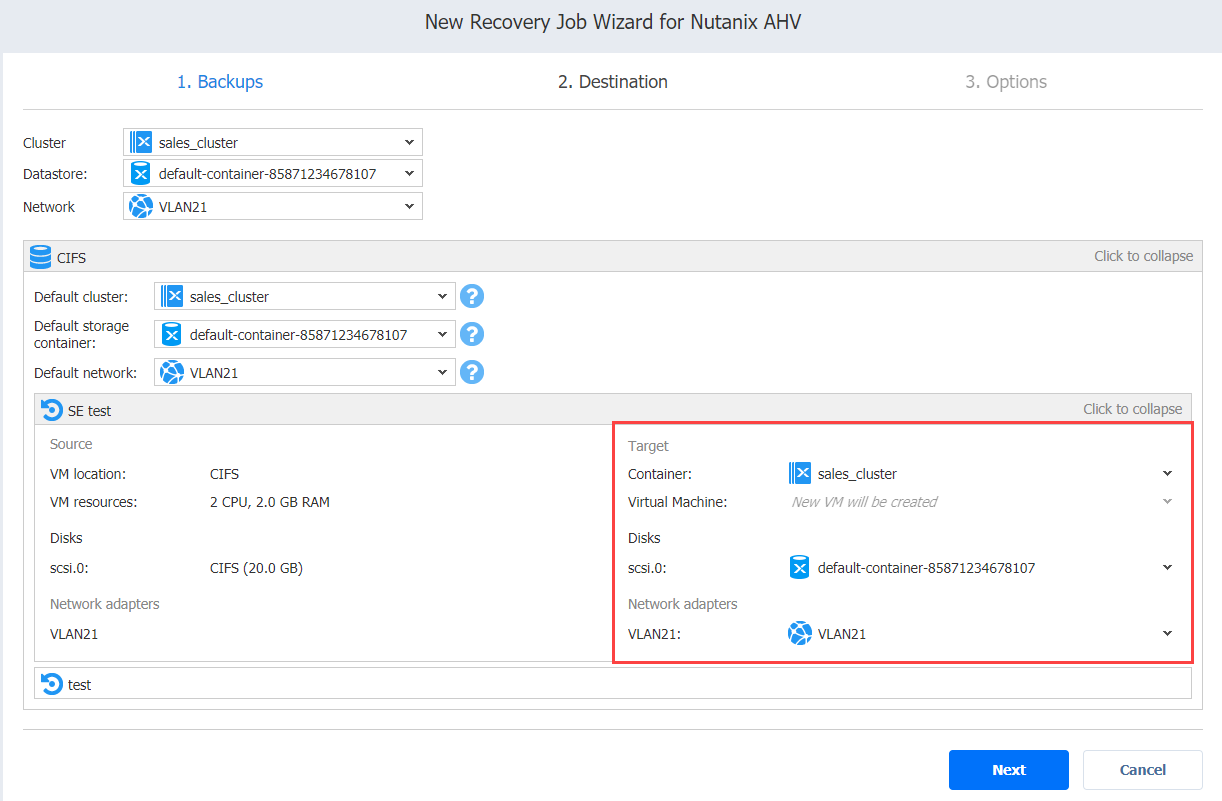 New Recovery Job Wizard for Nutanix AHV
1. Backups
2. Destination
3. Options
Cluster
sales_cluster
Datastore:
default-container-85871234678107
Network
VLAN21
CIFS
Click to collapse
Default cluster:
sales_cluster
?
Default storage
container:
default-container-85871234678107
?
Default network:
VLAN21
?
SE test
Click to collapse
Source
VM location:
CIFS
VM resources:
2 CPU, 2.0 GB RAM
Disks
scsi.0:
CIFS (20.0 GB)
Network adapters
VLAN21
Target
Container:
sales_cluster
Virtual Machine:
New VM will be created
Disks
scsi.0:
default-container-85871234678107
Network adapters
VLAN21:
VLAN21
test
Next
Cancel